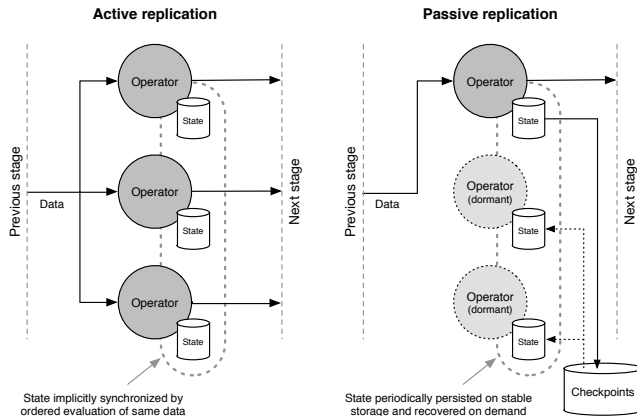 Active replication
Previous stage
Data
Operator
State
Operator
State
Operator
State
Next stage
State implicitly synchronized by
ordered evaluation of same data
Passive replication
Previous stage
Data
Operator
State
Operator
(dormant)
State
Operator
(dormant)
State
Next stage
Checkpoints
State periodically persisted on stable
storage and recovered on demand